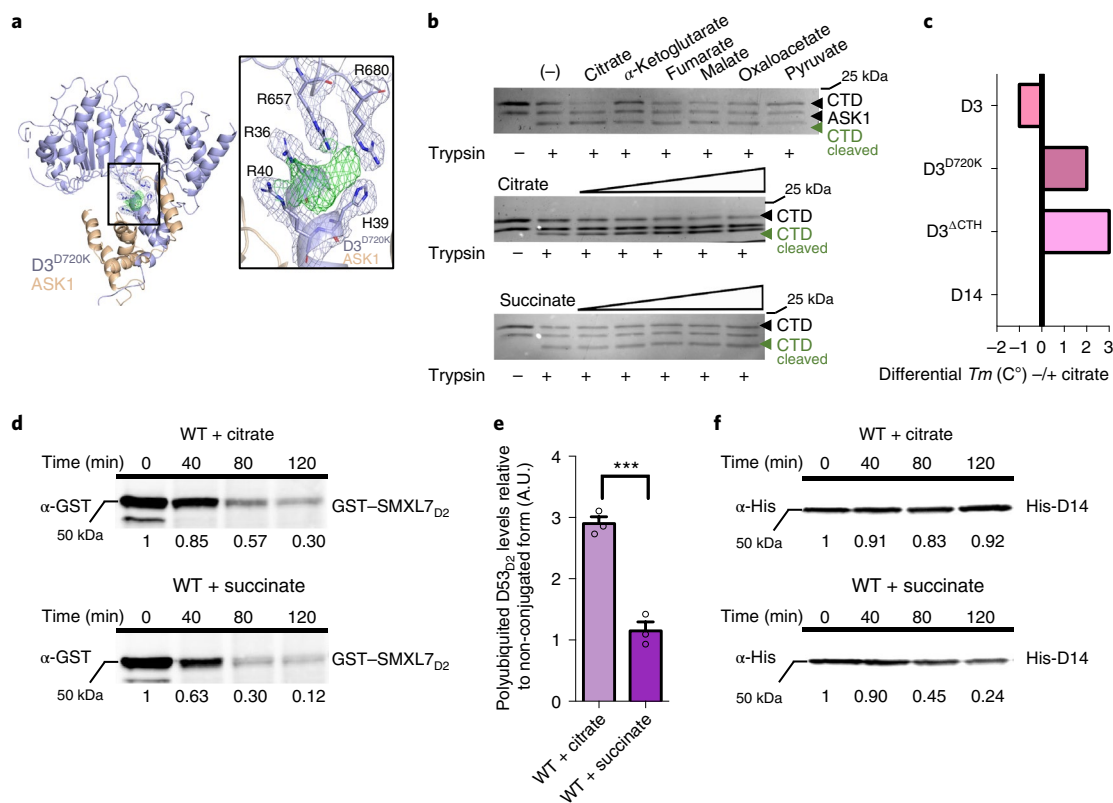 a
R680
R657
R36
R40
H39
D3D720K
ASK1
D3D720K
ASK1
b
(–) Citrate α-Ketoglutarate Fumarate Malate Oxaloacetate Pyruvate
25 kDa
CTD
ASK1
CTD
cleaved
Trypsin – + + + + + + +
Citrate
25 kDa
CTD
CTD
cleaved
Trypsin – + + + + + +
Succinate
25 kDa
CTD
CTD
cleaved
Trypsin – + + + + + +
c
D3
D3D720K
D3ΔCTH
D14
–2 –1 0 1 2 3
Differential Tm (C°) –/+ citrate
d
WT + citrate
Time (min) 0 40 80 120
α-GST
GST–SMXL7D2
50 kDa
1 0.85 0.57 0.30
WT + succinate
Time (min) 0 40 80 120
α-GST
GST–SMXL7D2
50 kDa
1 0.63 0.30 0.12
e
Polyubiquited D53D2 levels relative
to non-conjugated form (A.U.)
4
3
2
1
0
***
WT + citrate
WT + succinate
f
WT + citrate
Time (min) 0 40 80 120
α-His
His-D14
50 kDa
1 0.91 0.83 0.92
WT + succinate
Time (min) 0 40 80 120
α-His
His-D14
50 kDa
1 0.90 0.45 0.24